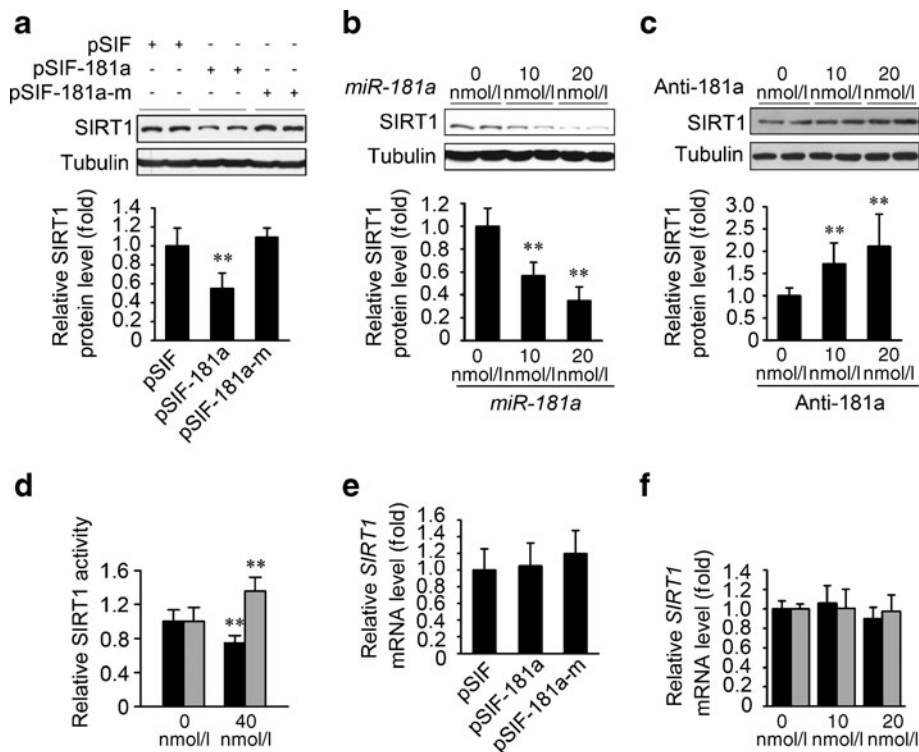 a
pSIF + + - - - -
pSIF-181a - - + + - -
pSIF-181a-m - - - - + +
SIRT1
Tubulin
Relative SIRT1
protein level (fold)
1.4
1.2
1.0
0.8
0.6
0.4
0.2
0
**
pSIF
pSIF-181a
pSIF-181a-m
b
0 10 20
miR-181a nmol/l nmol/l nmol/l
SIRT1
Tubulin
Relative SIRT1
protein level (fold)
1.4
1.2
1.0
0.8
0.6
0.4
0.2
0
**
**
0 10 20
nmol/l nmol/l nmol/l
miR-181a
c
0 10 20
Anti-181a nmol/l nmol/l nmol/l
SIRT1
Tubulin
Relative SIRT1
protein level (fold)
3.0
2.5
2.0
1.5
1.0
0
**
**
0 10 20
nmol/l nmol/l nmol/l
Anti-181a
d
Relative SIRT1 activity
2.0
1.6
1.2
0.8
0.4
0
**
**
0 40
nmol/l nmol/l
e
Relative SIRT1
mRNA level (fold)
1.6
1.4
1.2
1.0
0.8
0.6
0.4
0.2
0
pSIF
pSIF-181a
pSIF-181a-m
f
Relative SIRT1
mRNA level (fold)
1.4
1.2
1.0
0.8
0.6
0.4
0.2
0
0 10 20
nmol/l nmol/l nmol/l